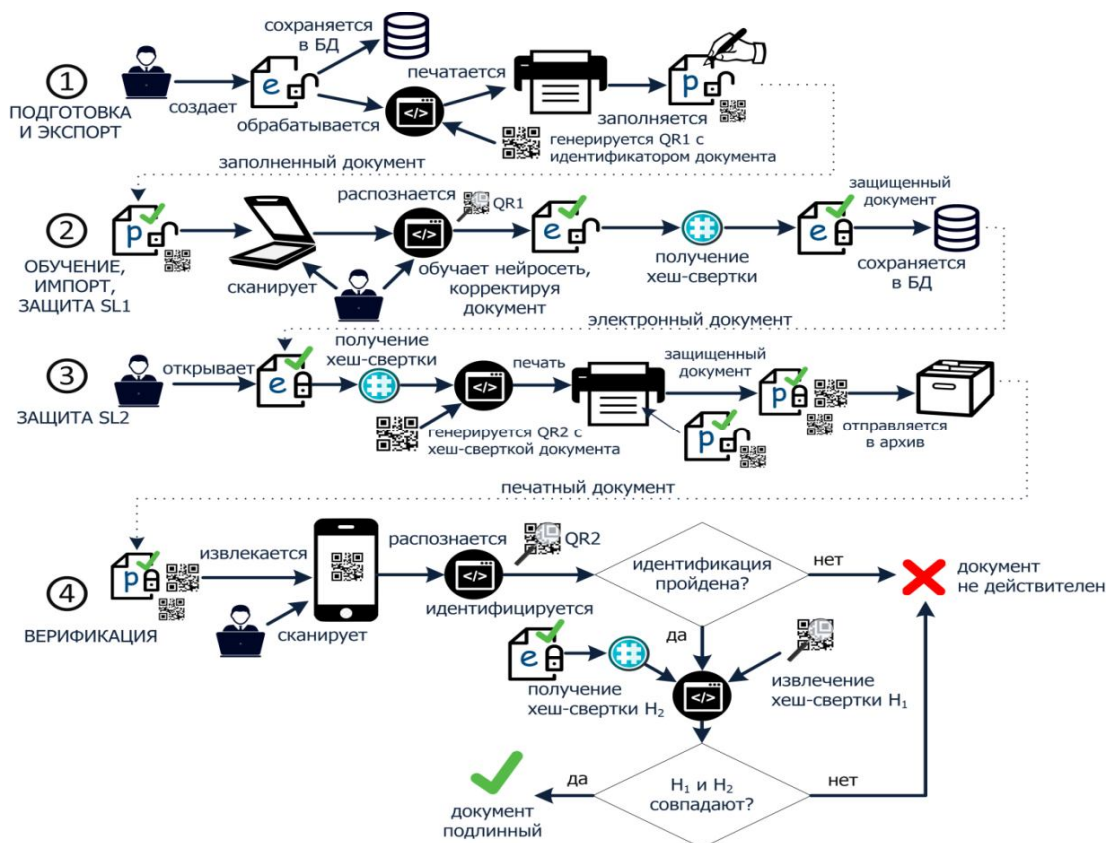 сохраняется
в БД
1
ПОДГОТОВКА
И ЭКСПОРТ
создает
e
обрабатывается
</>
печатается
p
заполняется
генерируется QR1 с
идентификатором документа
заполненный документ
2
ОБУЧЕНИЕ,
ИМПОРТ,
ЗАЩИТА SL1
p
сканирует
распознается
</>
QR1
обучает нейросеть,
корректируя
документ
e
#
получение
хеш-свертки
защищенный
документ
e
сохраняется
в БД
электронный документ
3
ЗАЩИТА SL2
открывает
e
получение
хеш-свертки
#
</>
генерируется QR2 с
хеш-сверткой документа
печать
p
защищенный
документ
p
отправляется
в архив
печатный документ
4
ВЕРИФИКАЦИЯ
p
извлекается
сканирует
распознается
</>
QR2
идентифицируется
идентификация
пройдена?
нет
документ
не действителен
да
e
#
получение
хеш-свертки H₂
</>
извлечение
хеш-свертки H₁
H₁ и H₂
совпадают?
да
нет
документ
подлинный